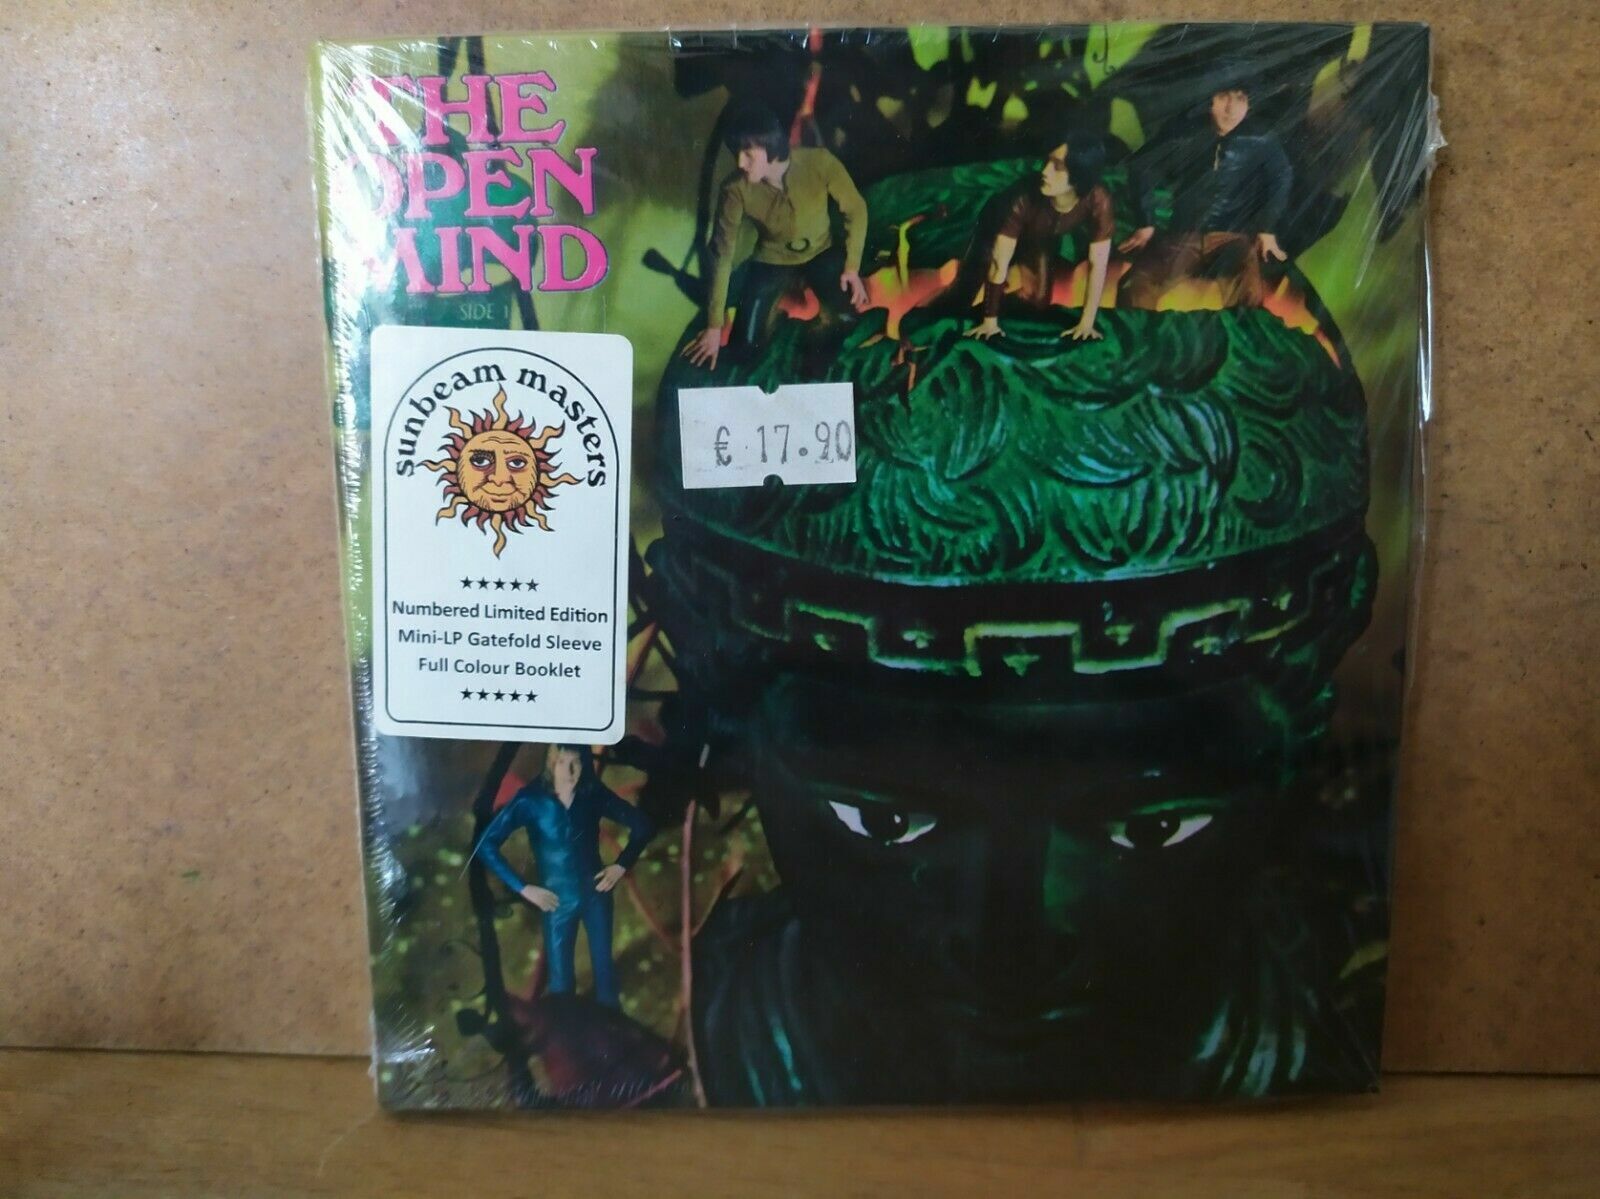 THE
OPEN
MIND
SIDE 1
sunbeam masters
★★★★★
Numbered Limited Edition
Mini-LP Gatefold Sleeve
Full Colour Booklet
★★★★★
€ 17.90